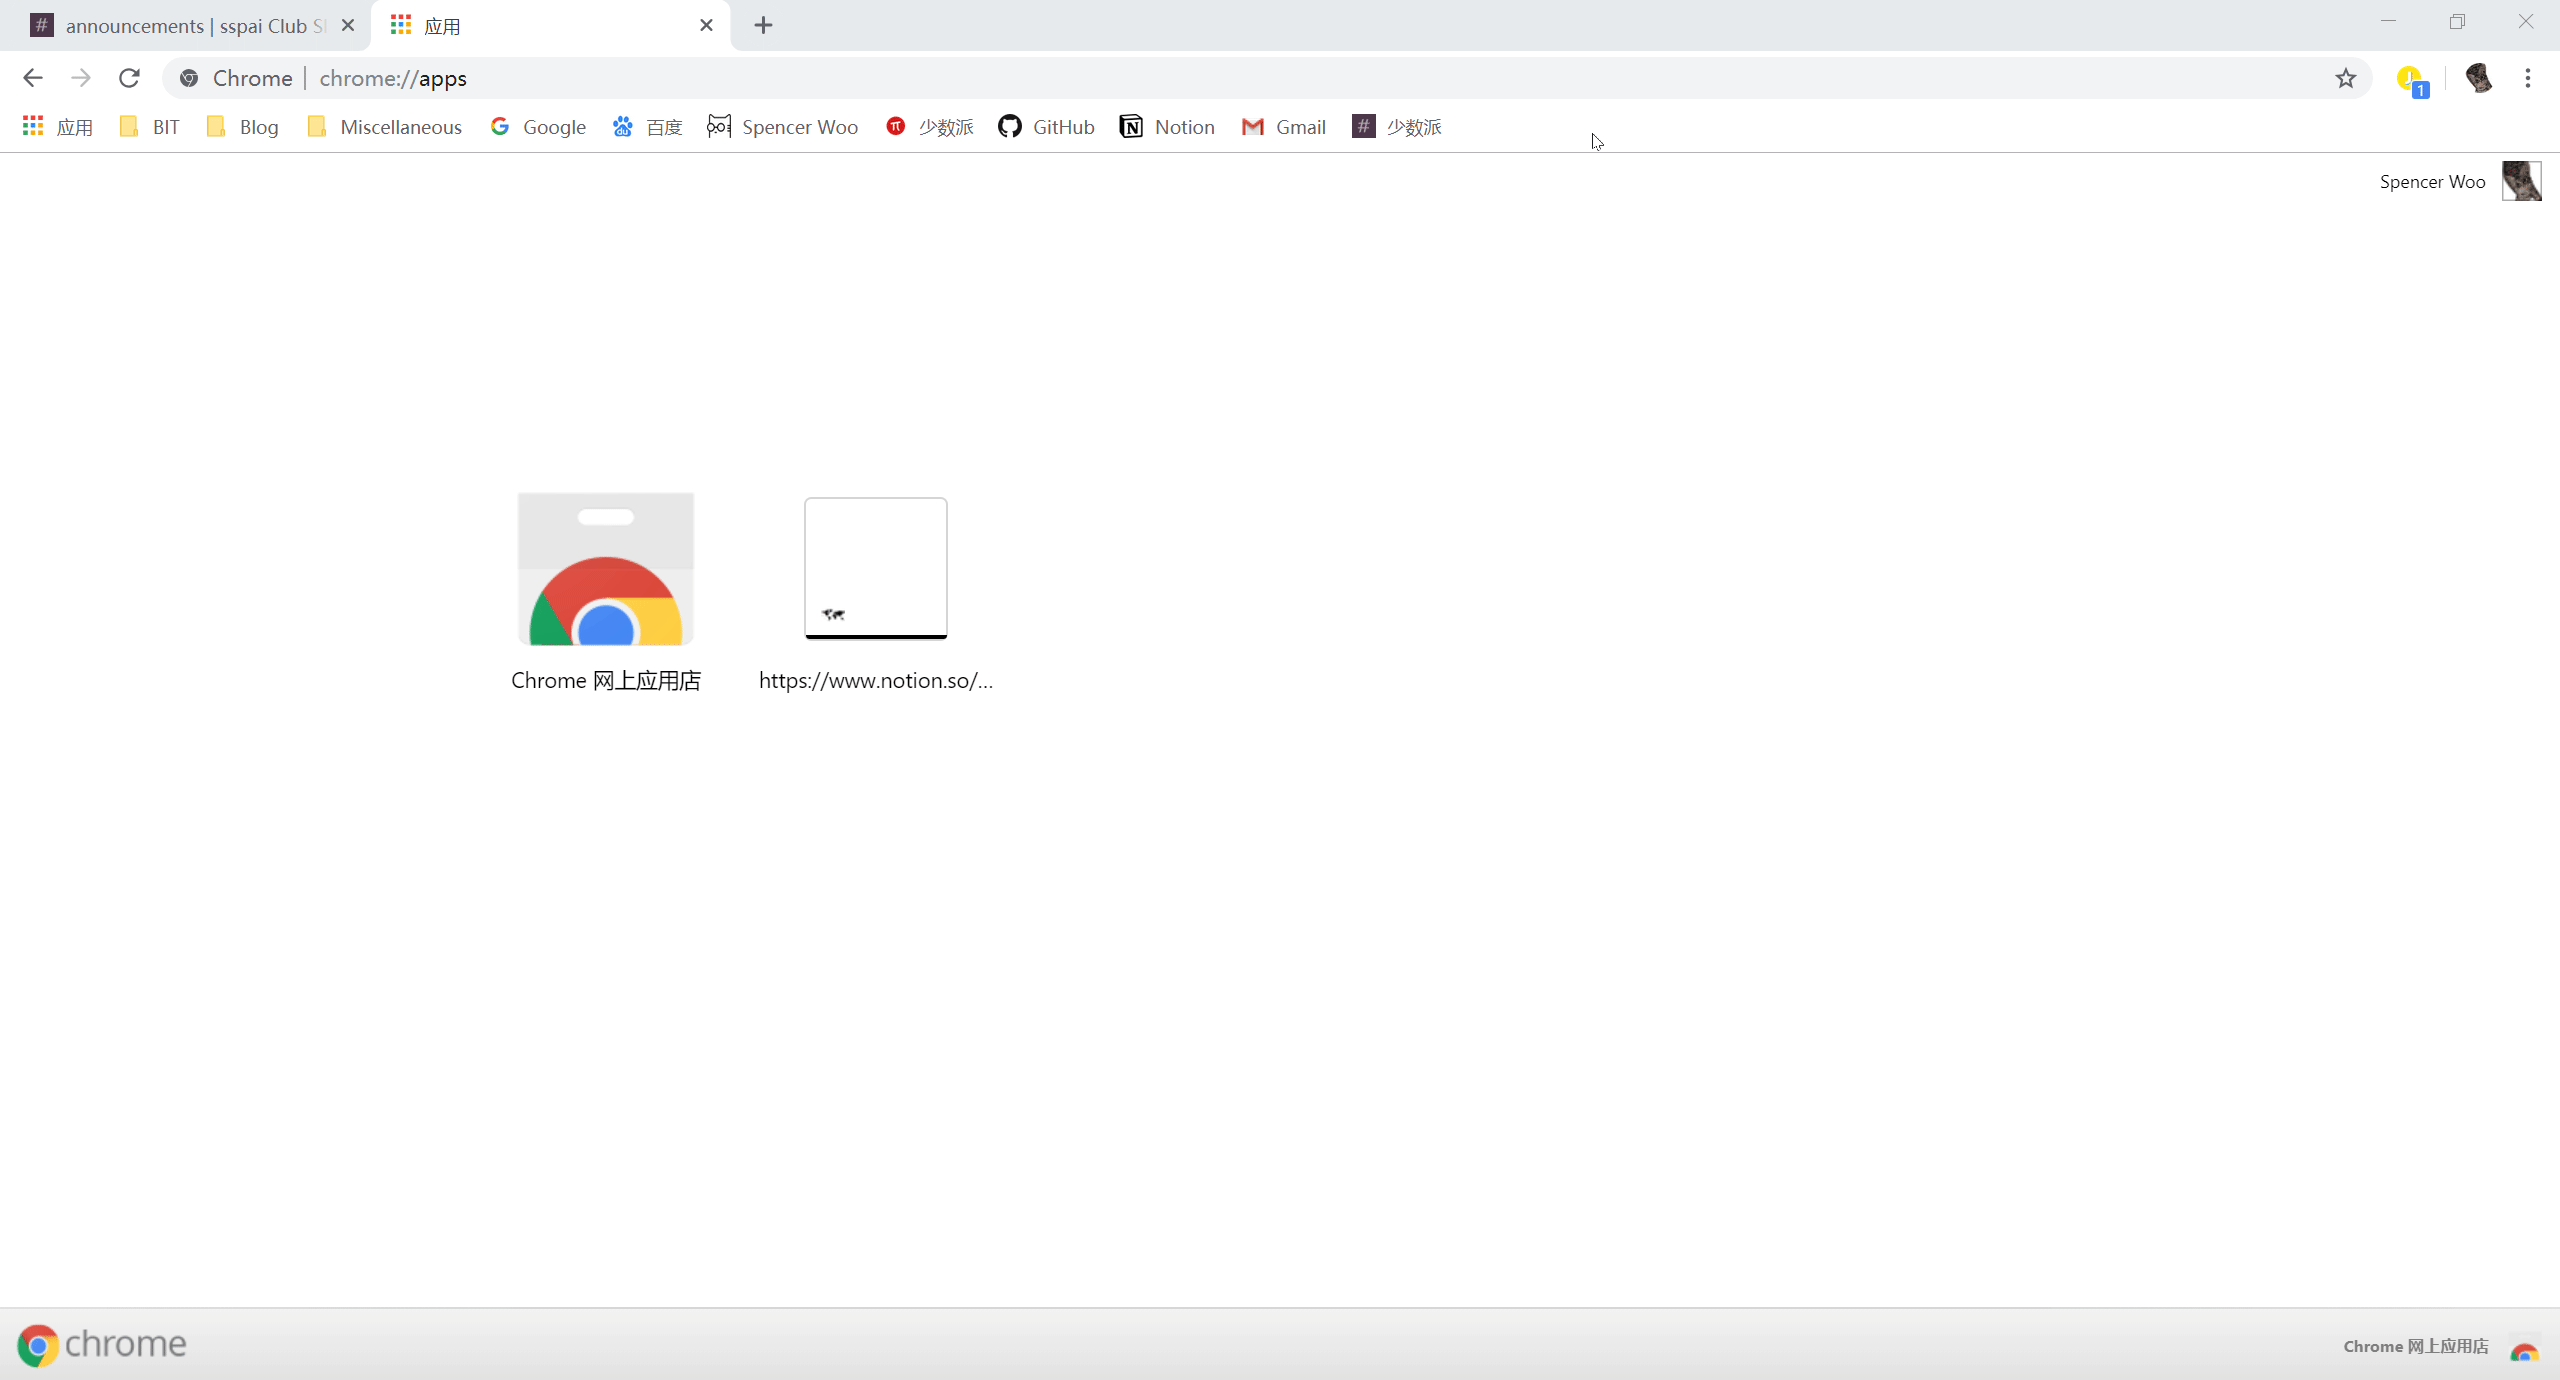 announcements | sspai Club S
应用
Chrome | chrome://apps
应用 BIT Blog Miscellaneous Google 百度 Spencer Woo 少数派 GitHub Notion Gmail 少数派
Spencer Woo
Chrome 网上应用店
https://www.notion.so/...
chrome
Chrome 网上应用店